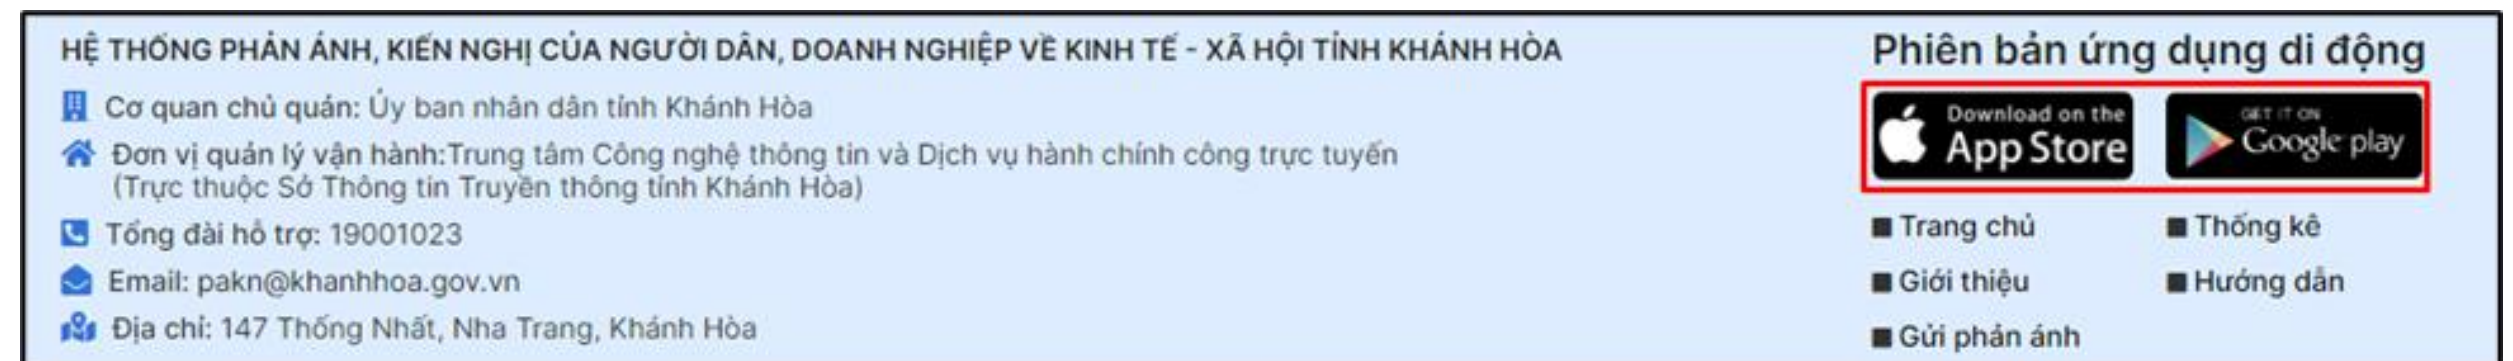 HỆ THỐNG PHẢN ÁNH, KIẾN NGHỊ CỦA NGƯỜI DÂN, DOANH NGHIỆP VỀ KINH TẾ - XÃ HỘI TỈNH KHÁNH HÒA
Cơ quan chủ quản: Ủy ban nhân dân tỉnh Khánh Hòa
Đơn vị quản lý vận hành:Trung tâm Công nghệ thông tin và Dịch vụ hành chính công trực tuyến
(Trực thuộc Sở Thông tin Truyền thông tỉnh Khánh Hòa)
Tổng đài hỗ trợ: 19001023
Email: pakn@khanhhoa.gov.vn
Địa chỉ: 147 Thống Nhất, Nha Trang, Khánh Hòa
Phiên bản ứng dụng di động
Download on the
App Store
GET IT ON
Google play
Trang chủ
Thống kê
Giới thiệu
Hướng dẫn
Gửi phản ánh